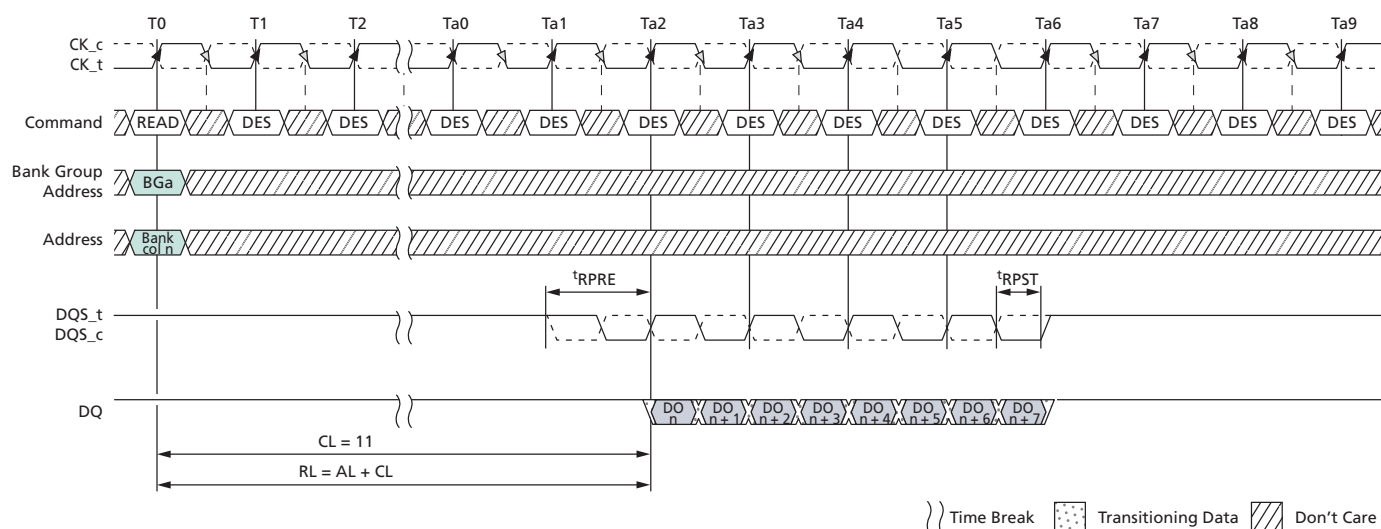 T0 T1 T2 Ta0 Ta1 Ta2 Ta3 Ta4 Ta5 Ta6 Ta7 Ta8 Ta9
CK_c
CK_t
Command READ DES DES DES DES DES DES DES DES DES DES DES DES
Bank Group
Address
BGa
Address
Bank
col n
tRPRE tRPST
DQS_t
DQS_c
DQ
DO DO DO DO DO DO DO DO
n n + 1 n + 2 n + 3 n + 4 n + 5 n + 6 n + 7
CL = 11
RL = AL + CL
Time Break Transitioning Data Don’t Care